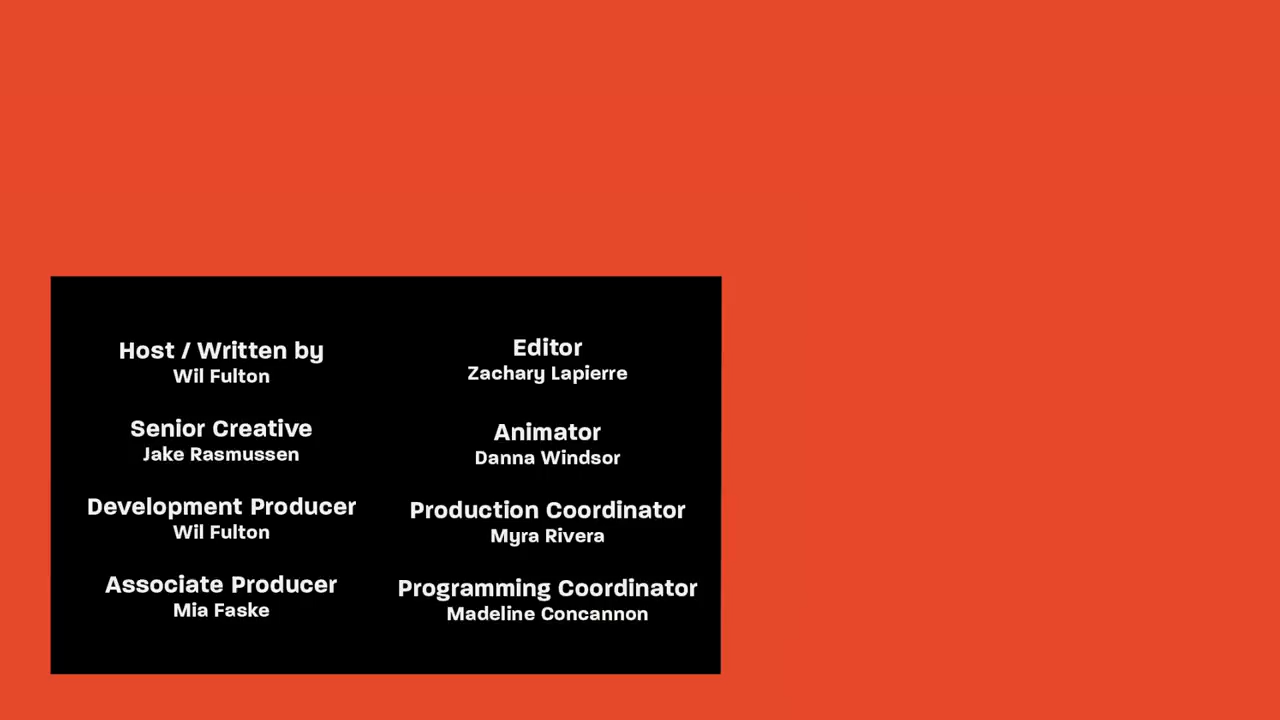 Host / Written by
Wil Fulton
Senior Creative
Jake Rasmussen
Development Producer
Wil Fulton
Associate Producer
Mia Faske
Editor
Zachary Lapierre
Animator
Danna Windsor
Production Coordinator
Myra Rivera
Programming Coordinator
Madeline Concannon